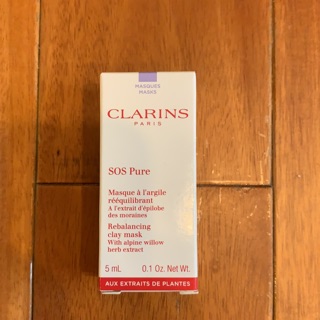 MASQUES
MASKS
CLARINS
PARIS
SOS Pure
Masque à l'argile
rééquilibrant
A l'extrait d'épilobe
des moraines
Rebalancing
clay mask
With alpine willow
herb extract
5 mL 0.1 Oz. Net Wt.
AUX EXTRAITS DE PLANTES